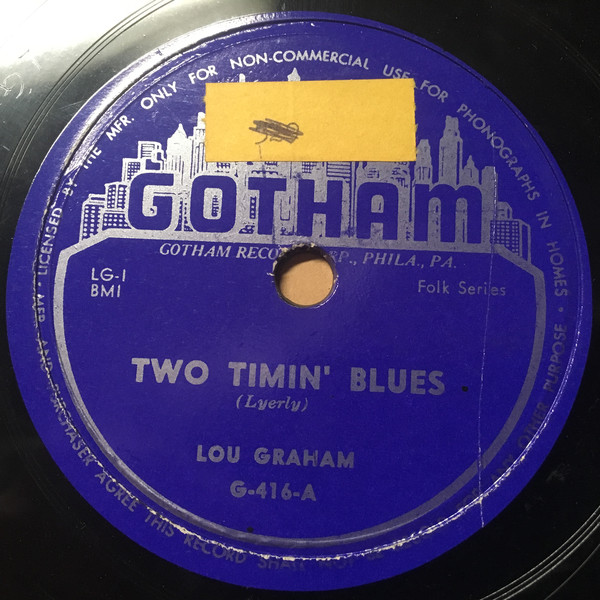 LICENSED BY THE MFR. ONLY FOR NON-COMMERCIAL USE FOR PHONOGRAPHS IN HOMES
GOTHAM
GOTHAM RECO RP., PHILA., PA.
LG-1
BMI
Folk Series
TWO TIMIN' BLUES
(Lyerly)
LOU GRAHAM
G-416-A
MFR. AND PURCHASER AGREE THIS RECORD SHALL NOT OTHER PURPOSE